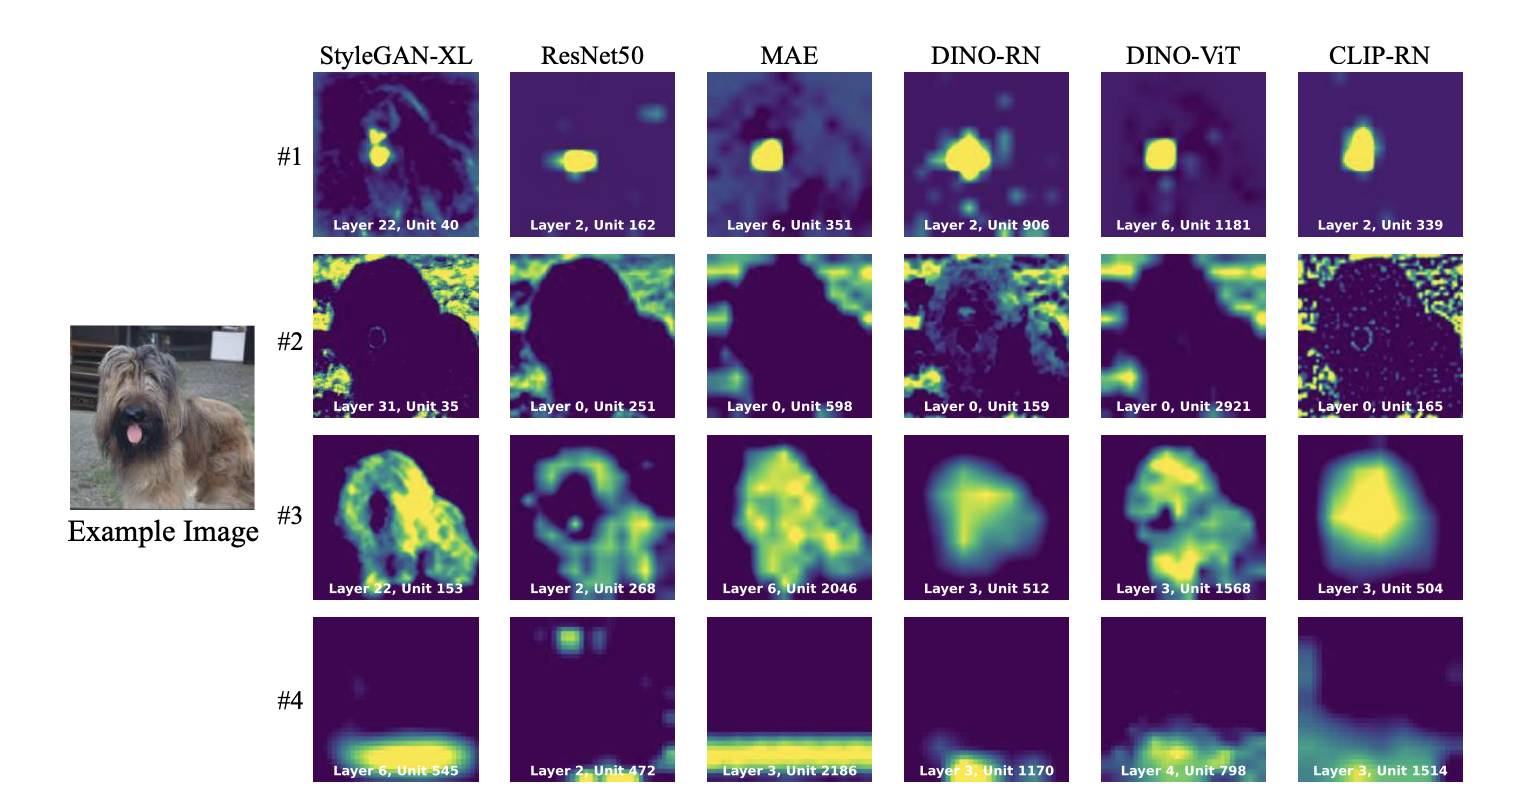 StyleGAN-XL ResNet50 MAE DINO-RN DINO-ViT CLIP-RN
#1
Layer 22, Unit 40 Layer 2, Unit 162 Layer 6, Unit 351 Layer 2, Unit 906 Layer 6, Unit 1181 Layer 2, Unit 339
#2
Layer 31, Unit 35 Layer 0, Unit 251 Layer 0, Unit 598 Layer 0, Unit 159 Layer 0, Unit 2921 Layer 0, Unit 165
#3
Example Image
Layer 22, Unit 153 Layer 2, Unit 268 Layer 6, Unit 2046 Layer 3, Unit 512 Layer 3, Unit 1568 Layer 3, Unit 504
#4
Layer 6, Unit 545 Layer 2, Unit 472 Layer 3, Unit 2186 Layer 3, Unit 1170 Layer 4, Unit 798 Layer 3, Unit 1514